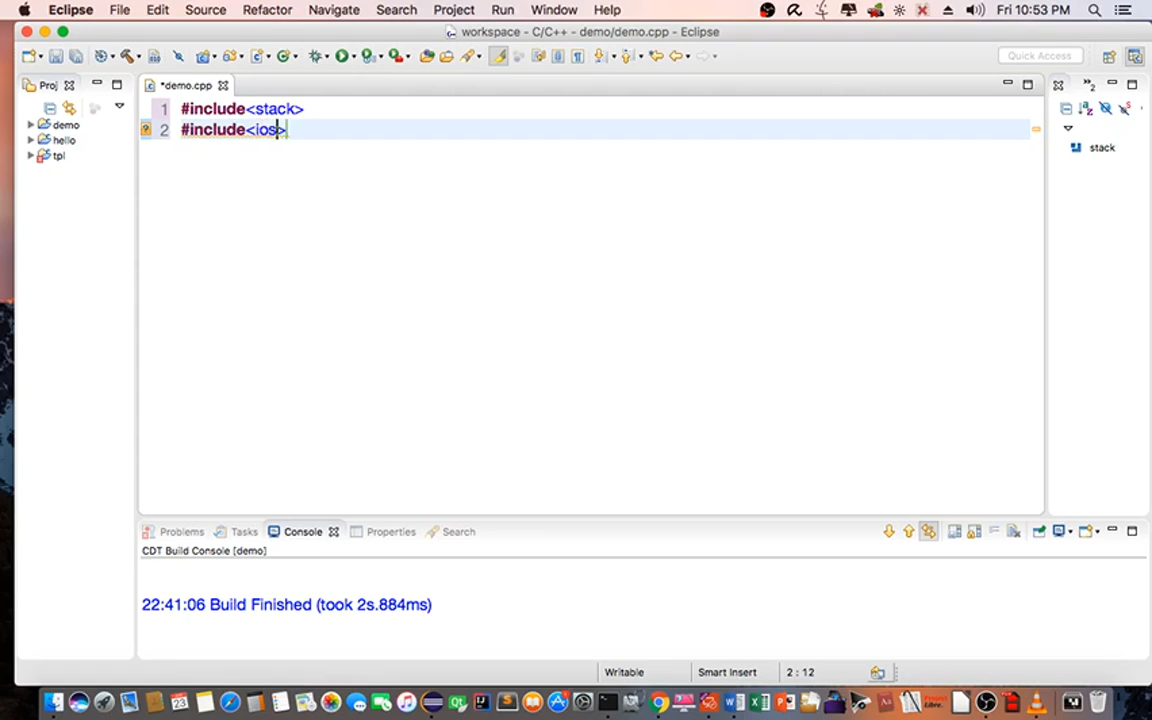 Eclipse File Edit Source Refactor Navigate Search Project Run Window Help Fri 10:53 PM
workspace - C/C++ - demo/demo.cpp - Eclipse
Quick Access
Proj
*demo.cpp
2
1 #include<stack>
2 #include<ios>
demo
hello
tpl
stack
Problems Tasks Console Properties Search
CDT Build Console [demo]
22:41:06 Build Finished (took 2s.884ms)
Writable Smart Insert 2 : 12
23